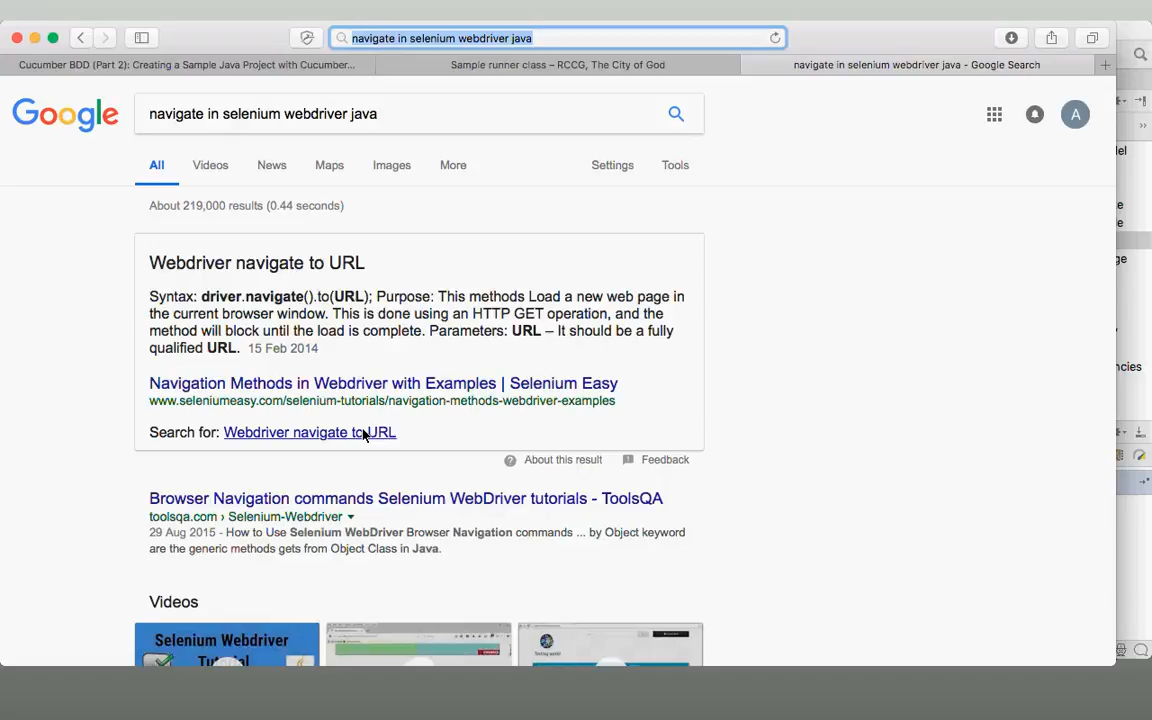 navigate in selenium webdriver java
Cucumber BDD (Part 2): Creating a Sample Java Project with Cucumber...
Sample runner class – RCCG, The City of God
navigate in selenium webdriver java - Google Search
Google
navigate in selenium webdriver java
A
All
Videos
News
Maps
Images
More
Settings
Tools
About 219,000 results (0.44 seconds)
Webdriver navigate to URL
Syntax: driver.navigate().to(URL); Purpose: This methods Load a new web page in
the current browser window. This is done using an HTTP GET operation, and the
method will block until the load is complete. Parameters: URL – It should be a fully
qualified URL. 15 Feb 2014
Navigation Methods in Webdriver with Examples | Selenium Easy
www.seleniumeasy.com/selenium-tutorials/navigation-methods-webdriver-examples
Search for: Webdriver navigate to URL
About this result
Feedback
Browser Navigation commands Selenium WebDriver tutorials - ToolsQA
toolsqa.com › Selenium-Webdriver
29 Aug 2015 - How to Use Selenium WebDriver Browser Navigation commands ... by Object keyword
are the generic methods gets from Object Class in Java.
Videos
Selenium Webdriver